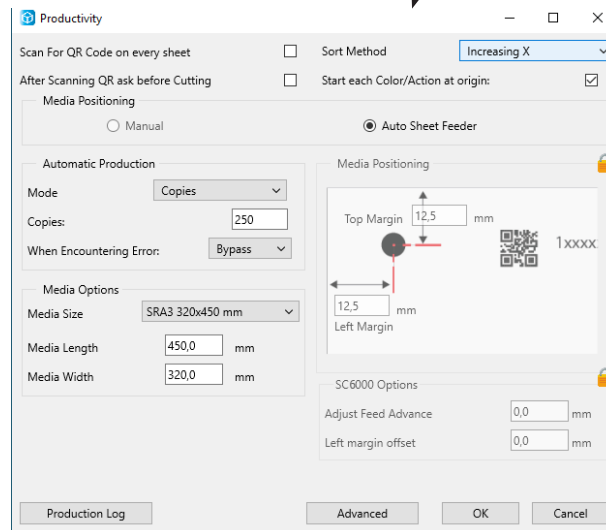 Productivity
Scan For QR Code on every sheet
Sort Method Increasing X
After Scanning QR ask before Cutting
Start each Color/Action at origin:
Media Positioning
Manual Auto Sheet Feeder
Automatic Production
Mode Copies
Copies: 250
When Encountering Error: Bypass
Media Options
Media Size SRA3 320x450 mm
Media Length 450,0 mm
Media Width 320,0 mm
Media Positioning
Top Margin 12,5 mm
1xxxx
12,5 mm
Left Margin
SC6000 Options
Adjust Feed Advance 0,0 mm
Left margin offset 0,0 mm
Production Log Advanced OK Cancel